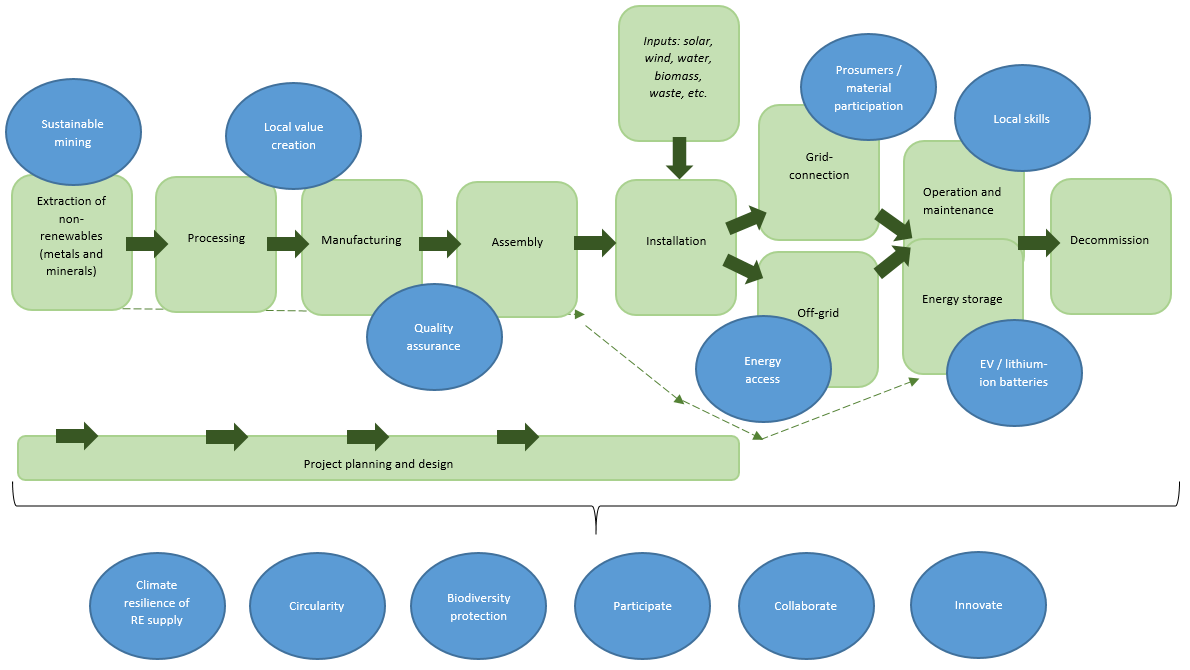 Inputs: solar,
wind, water,
biomass,
waste, etc.
Prosumers /
material
participation
Sustainable
mining
Local value
creation
Local skills
Extraction of
non-
renewables
(metals and
minerals)
Processing
Manufacturing
Assembly
Installation
Grid-
connection
Operation and
maintenance
Decommission
Off-grid
Energy storage
Quality
assurance
Energy
access
EV / lithium-
ion batteries
Project planning and design
Climate
resilience of
RE supply
Circularity
Biodiversity
protection
Participate
Collaborate
Innovate